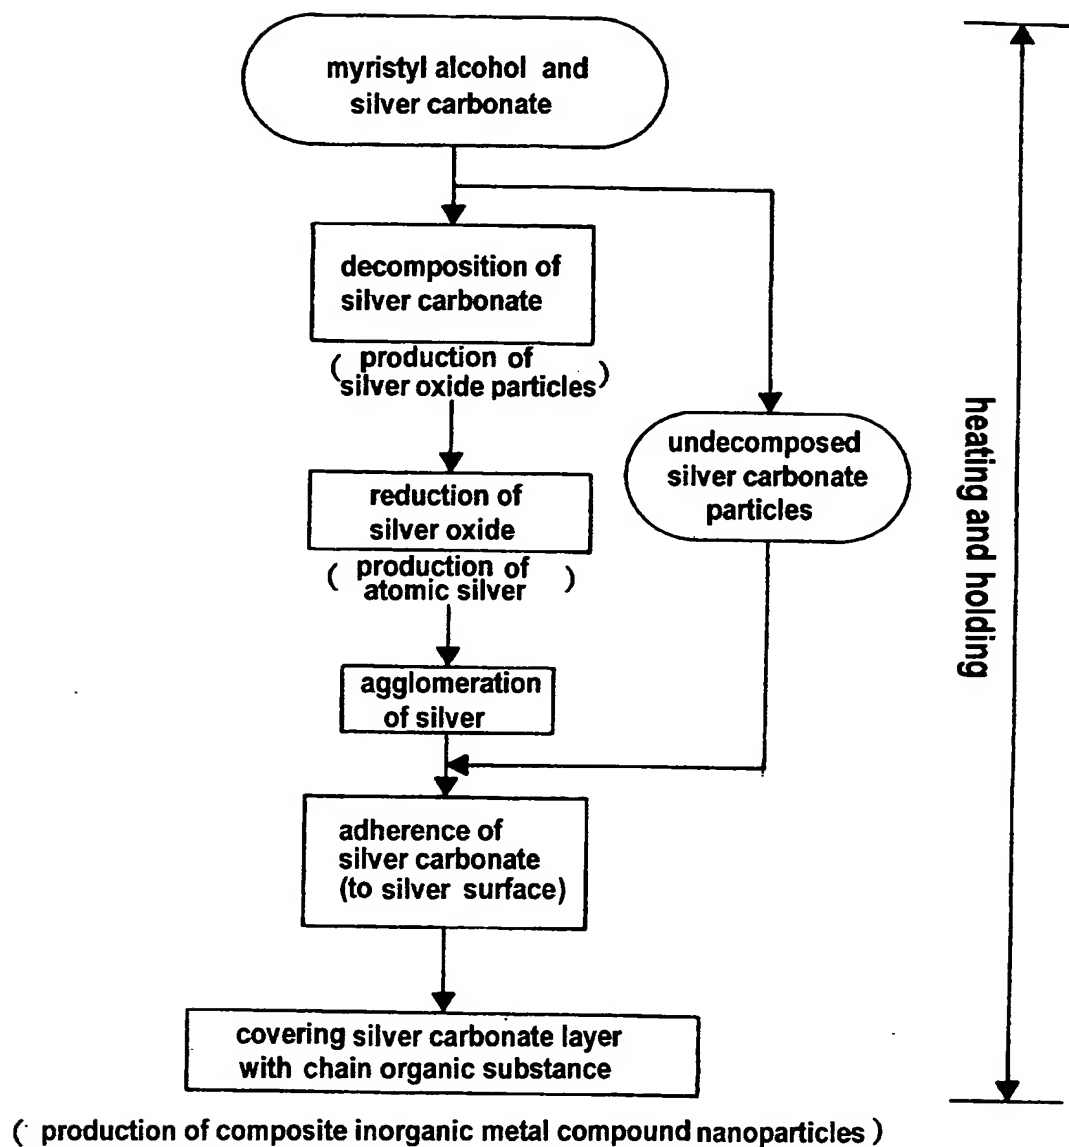 myristyl alcohol and
silver carbonate
decomposition of
silver carbonate
( production of
silver oxide particles )
undecomposed
silver carbonate
particles
reduction of
silver oxide
( production of
atomic silver )
agglomeration
of silver
adherence of
silver carbonate
(to silver surface)
covering silver carbonate layer
with chain organic substance
( production of composite inorganic metal compound nanoparticles )
heating and holding